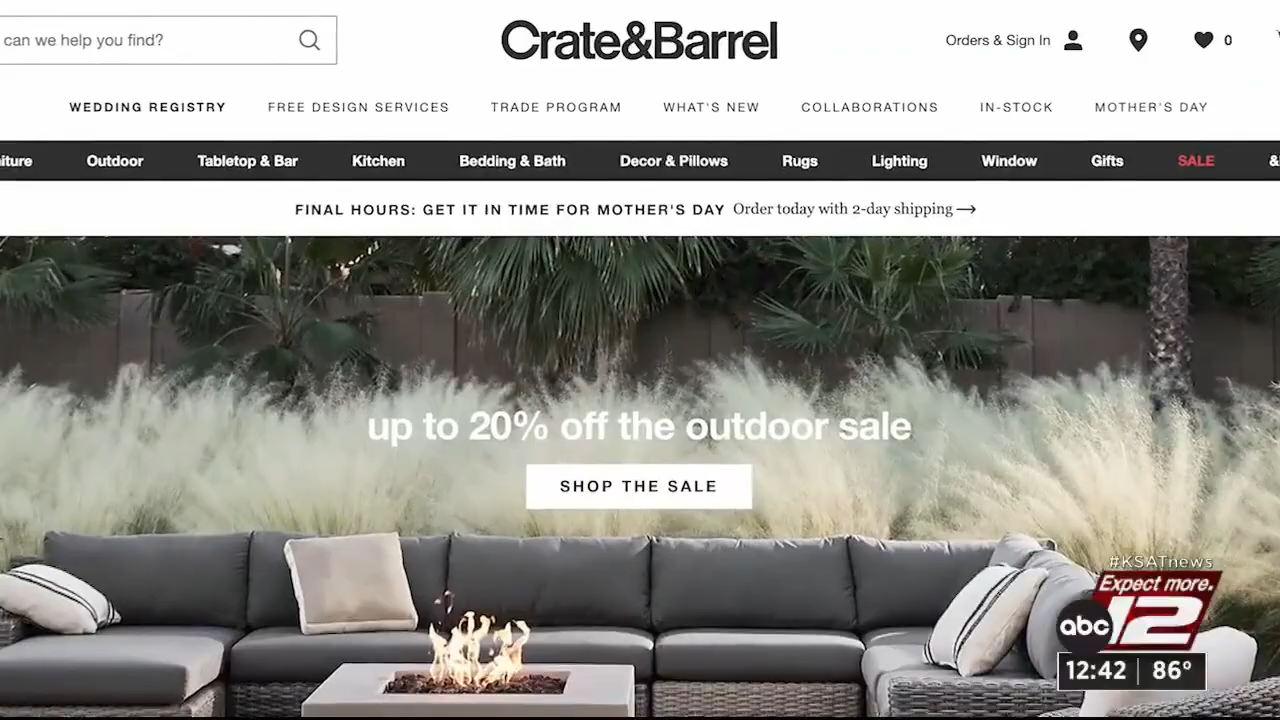 can we help you find?
Crate&Barrel
Orders & Sign In
0
WEDDING REGISTRY FREE DESIGN SERVICES TRADE PROGRAM WHAT'S NEW COLLABORATIONS IN-STOCK MOTHER'S DAY
iture Outdoor Tabletop & Bar Kitchen Bedding & Bath Decor & Pillows Rugs Lighting Window Gifts SALE &
FINAL HOURS: GET IT IN TIME FOR MOTHER'S DAY Order today with 2-day shipping →
up to 20% off the outdoor sale
SHOP THE SALE
#KSATnews
Expect more.
abc 12
12:42 86°